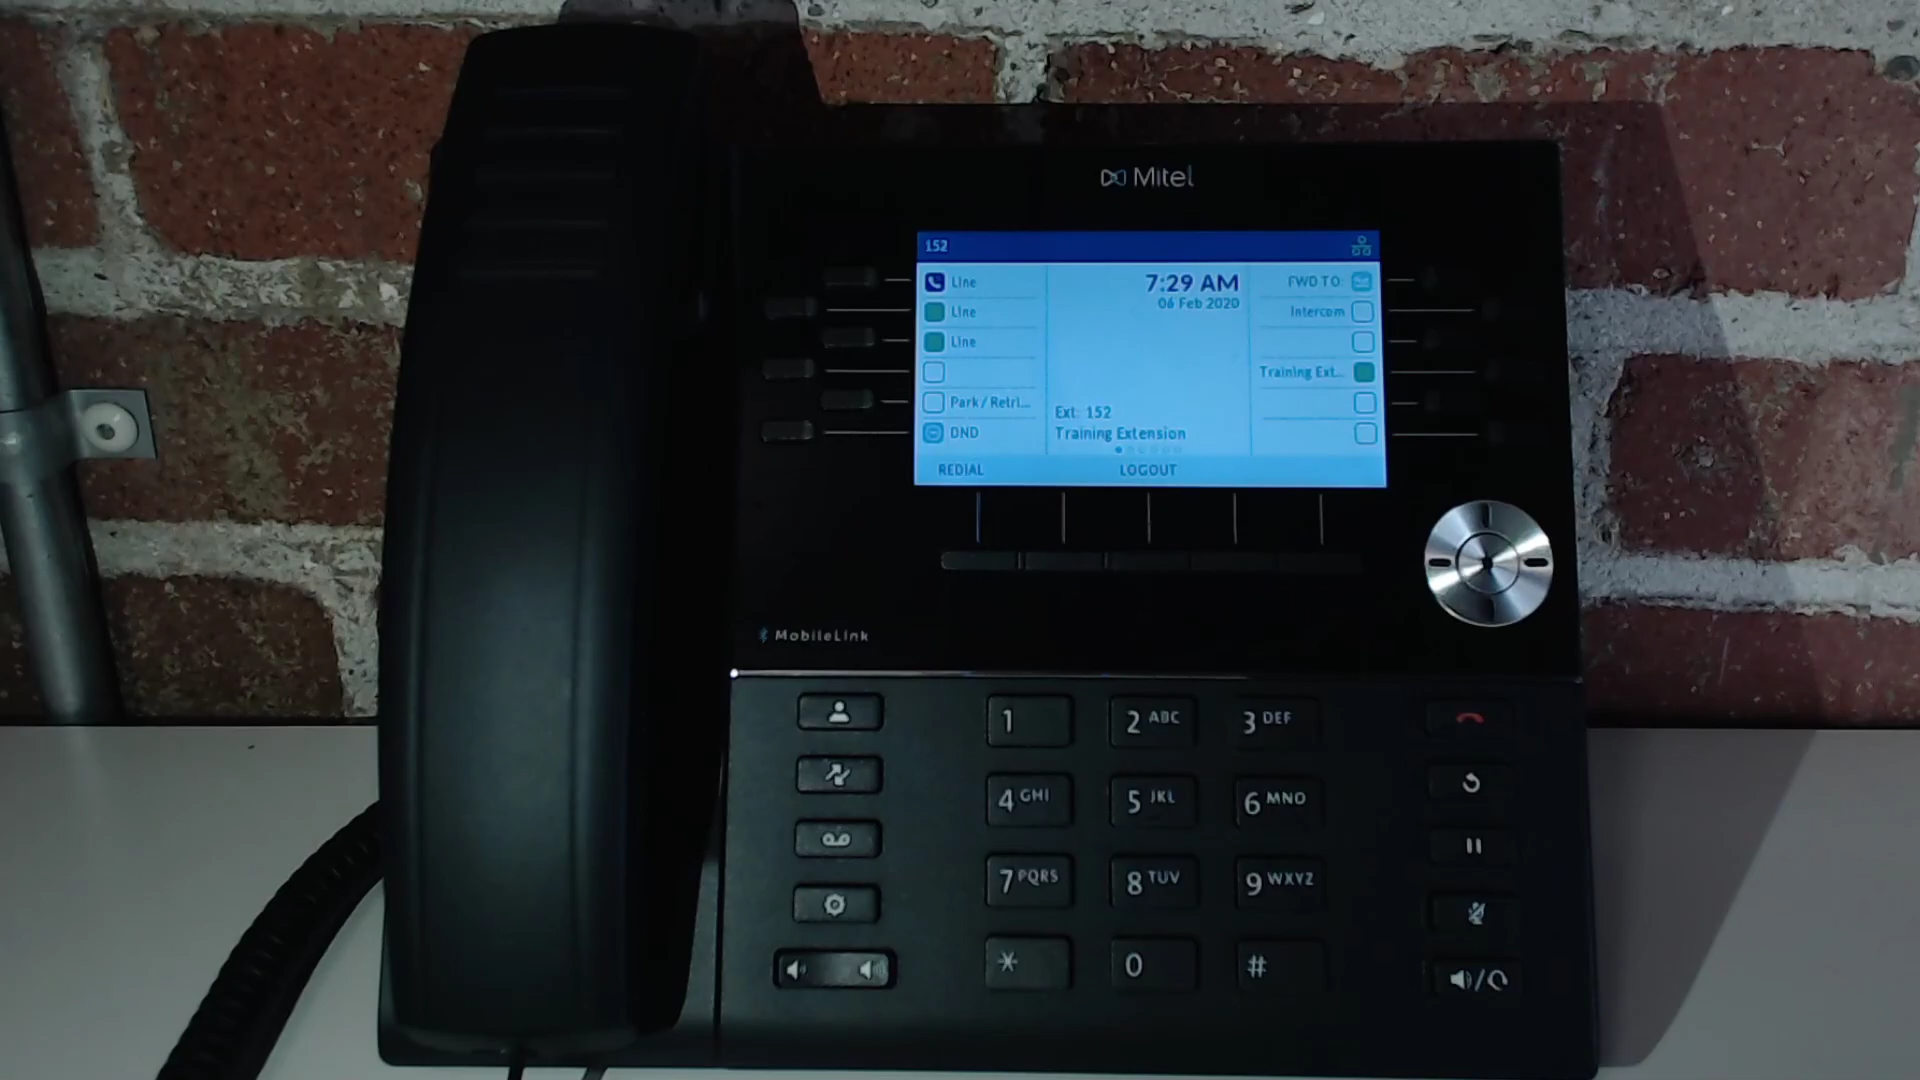 Mitel
152
Line
7:29 AM
FWD TO
06 Feb 2020
Line
Intercom
Line
Training Ext...
Park / Retri...
Ext: 152
DND
Training Extension
REDIAL
LOGOUT
MobileLink
1
2 ABC
3 DEF
4 GHI
5 JKL
6 MNO
7 PQRS
8 TUV
9 WXYZ
*
0
#